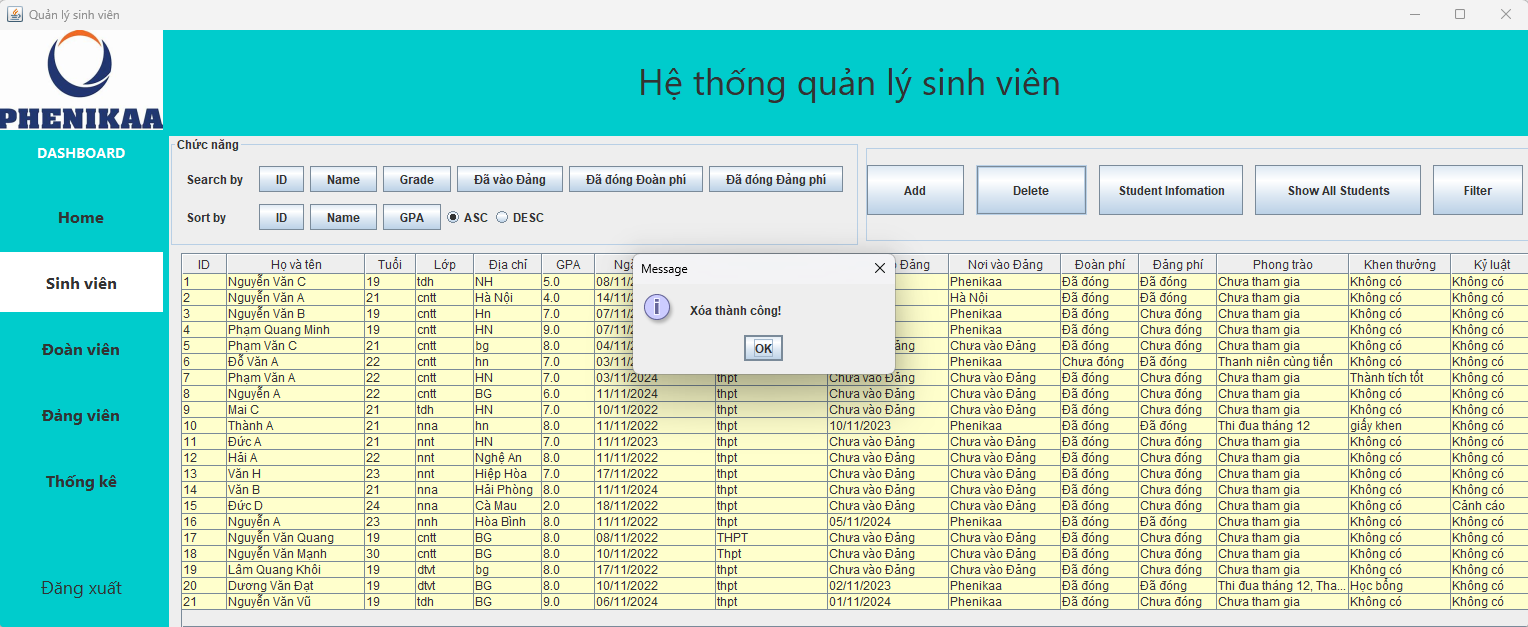 Quản lý sinh viên
PHENIKAA
Hệ thống quản lý sinh viên
DASHBOARD
Home
Sinh viên
Đoàn viên
Đảng viên
Thống kê
Đăng xuất
Chức năng
Search by ID Name Grade Đã vào Đảng Đã đóng Đoàn phí Đã đóng Đảng phí
Sort by ID Name GPA ASC DESC
Add Delete Student Infomation Show All Students Filter
Message
Xóa thành công!
OK
ID Họ và tên Tuổi Lớp Địa chỉ GPA Đảng Nơi vào Đảng Đoàn phí Đảng phí Phong trào Khen thưởng Kỷ luật
1 Nguyễn Văn C 19 tdh NH 5.0 08/11/2 Phenikaa Đã đóng Đã đóng Chưa tham gia Không có Không có
2 Nguyễn Văn A 21 cntt Hà Nội 4.0 14/11/2 Hà Nội Đã đóng Đã đóng Chưa tham gia Không có Không có
3 Nguyễn Văn B 19 cntt Hn 7.0 07/11/2 Phenikaa Đã đóng Đã đóng Chưa tham gia Không có Không có
4 Phạm Quang Minh 19 cntt HN 9.0 07/11/2 Phenikaa Đã đóng Đã đóng Chưa tham gia Không có Không có
5 Phạm Văn C 21 cntt bg 8.0 04/11/2 Chưa vào Đảng Đã đóng Chưa đóng Chưa tham gia Không có Không có
6 Đỗ Văn A 22 cntt hn 7.0 03/11/2 Phenikaa Chưa đóng Đã đóng Thanh niên cùng tiến Không có Không có
7 Phạm Văn A 22 cntt HN 7.0 03/11/2024 thpt Chưa vào Đảng Chưa vào Đảng Đã đóng Chưa đóng Chưa tham gia Thành tích tốt Không có
8 Nguyễn A 22 cntt BG 6.0 11/11/2024 thpt Chưa vào Đảng Chưa vào Đảng Đã đóng Chưa đóng Chưa tham gia Không có Không có
9 Mai C 21 tdh HN 7.0 10/11/2022 thpt Chưa vào Đảng Chưa vào Đảng Đã đóng Chưa đóng Chưa tham gia Không có Không có
10 Thành A 21 nna hn 8.0 11/11/2022 thpt 10/11/2023 Phenikaa Đã đóng Đã đóng Thi đua tháng 12 giấy khen Không có
11 Đức A 21 nnt HN 7.0 11/11/2023 thpt Chưa vào Đảng Chưa vào Đảng Đã đóng Chưa đóng Chưa tham gia Không có Không có
12 Hải A 22 nnt Nghệ An 8.0 11/11/2022 thpt Chưa vào Đảng Chưa vào Đảng Đã đóng Chưa đóng Chưa tham gia Không có Không có
13 Văn H 23 nnt Hiệp Hòa 7.0 17/11/2022 thpt Chưa vào Đảng Chưa vào Đảng Đã đóng Chưa đóng Chưa tham gia Không có Không có
14 Văn B 21 nna Hải Phòng 8.0 11/11/2024 thpt Chưa vào Đảng Chưa vào Đảng Đã đóng Chưa đóng Chưa tham gia Không có Không có
15 Đức D 24 nna Cà Mau 2.0 18/11/2022 thpt Chưa vào Đảng Chưa vào Đảng Đã đóng Chưa đóng Chưa tham gia Không có Cảnh cáo
16 Nguyễn A 23 nnh Hòa Bình 8.0 11/11/2022 thpt 05/11/2024 Phenikaa Đã đóng Đã đóng Chưa tham gia Không có Không có
17 Nguyễn Văn Quang 19 cntt BG 8.0 08/11/2022 THPT Chưa vào Đảng Chưa vào Đảng Đã đóng Chưa đóng Chưa tham gia Không có Không có
18 Nguyễn Văn Mạnh 30 cntt BG 8.0 10/11/2022 Thpt Chưa vào Đảng Chưa vào Đảng Đã đóng Chưa đóng Chưa tham gia Không có Không có
19 Lâm Quang Khôi 19 dtvt bg 8.0 17/11/2022 thpt Chưa vào Đảng Chưa vào Đảng Đã đóng Chưa đóng Chưa tham gia Không có Không có
20 Dương Văn Đạt 19 dtvt BG 8.0 10/11/2022 thpt 02/11/2023 Phenikaa Đã đóng Đã đóng Thi đua tháng 12, Tha... Học bổng Không có
21 Nguyễn Văn Vũ 19 tdh BG 9.0 06/11/2024 thpt 01/11/2024 Phenikaa Đã đóng Chưa đóng Chưa tham gia Không có Không có